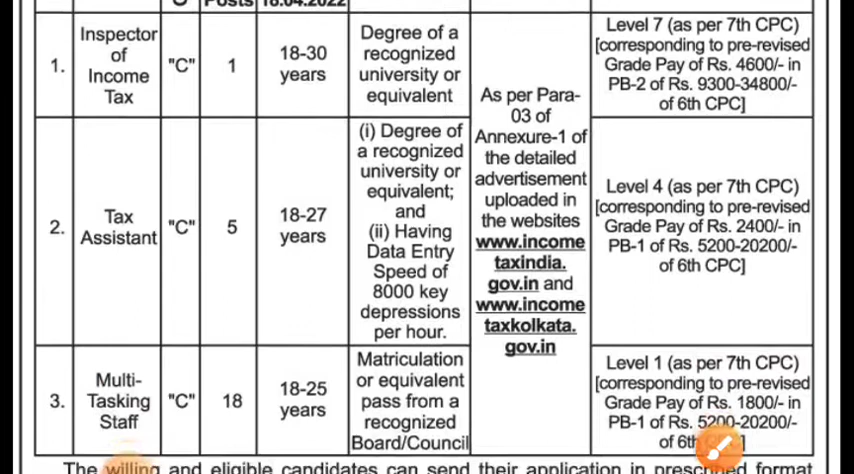 "C" Posts 18.04.2022
1.
Inspector
of
Income
Tax
"C"
1
18-30
years
Degree of a
recognized
university or
equivalent
As per Para-
03 of
Annexure-1 of
the detailed
advertisement
uploaded in
the websites
www.income
taxindia.
gov.in and
www.income
taxkolkata.
gov.in
Level 7 (as per 7th CPC)
[corresponding to pre-revised
Grade Pay of Rs. 4600/- in
PB-2 of Rs. 9300-34800/-
of 6th CPC]
2.
Tax
Assistant
"C"
5
18-27
years
(i) Degree of
a recognized
university or
equivalent;
and
(ii) Having
Data Entry
Speed of
8000 key
depressions
per hour.
Level 4 (as per 7th CPC)
[corresponding to pre-revised
Grade Pay of Rs. 2400/- in
PB-1 of Rs. 5200-20200/-
of 6th CPC]
3.
Multi-
Tasking
Staff
"C"
18
18-25
years
Matriculation
or equivalent
pass from a
recognized
Board/Council
Level 1 (as per 7th CPC)
[corresponding to pre-revised
Grade Pay of Rs. 1800/- in
PB-1 of Rs. 5200-20200/-
of 6th
The willing and eligible candidates can send their application in prescribed format